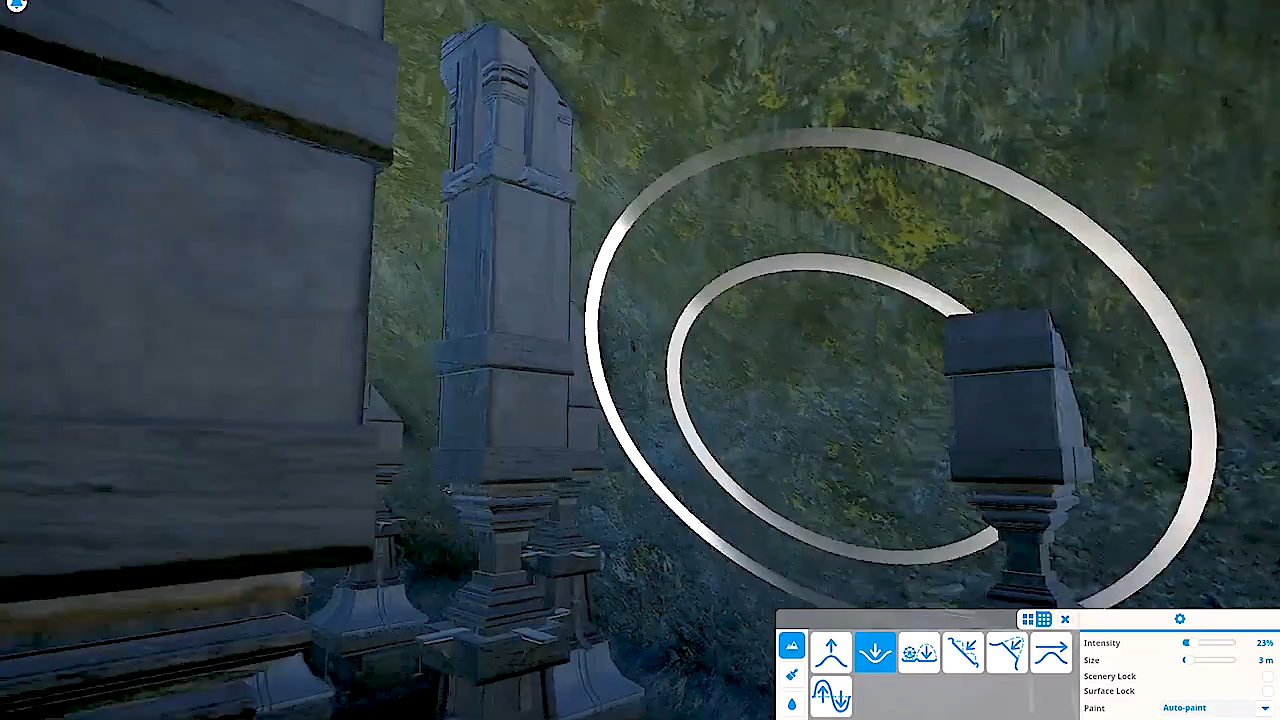 Intensity 23%
Size 3 m
Scenery Lock
Surface Lock
Paint Auto-paint